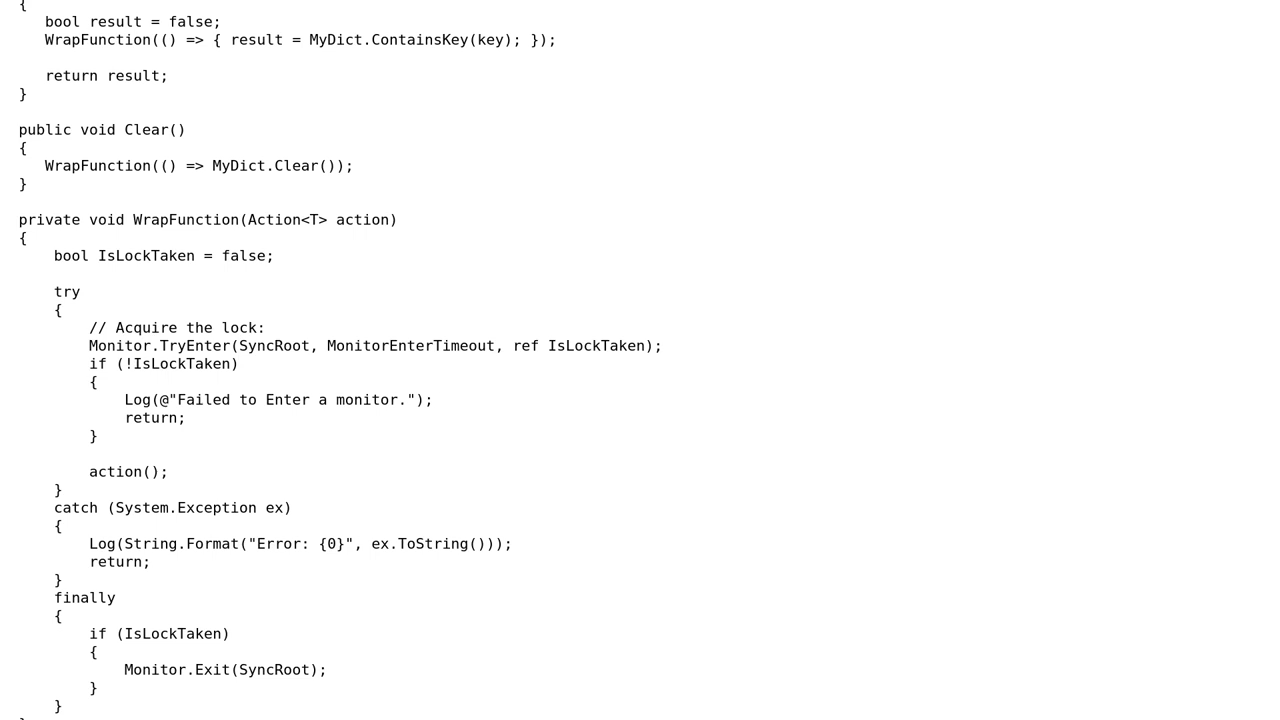 {
   bool result = false;
   WrapFunction(() => { result = MyDict.ContainsKey(key); });

   return result;
}

public void Clear()
{
   WrapFunction(() => MyDict.Clear());
}

private void WrapFunction(Action<T> action)
{
    bool IsLockTaken = false;

    try
    {
        // Acquire the lock:
        Monitor.TryEnter(SyncRoot, MonitorEnterTimeout, ref IsLockTaken);
        if (!IsLockTaken)
        {
            Log(@"Failed to Enter a monitor.");
            return;
        }

        action();
    }
    catch (System.Exception ex)
    {
        Log(String.Format("Error: {0}", ex.ToString()));
        return;
    }
    finally
    {
        if (IsLockTaken)
        {
            Monitor.Exit(SyncRoot);
        }
    }
}